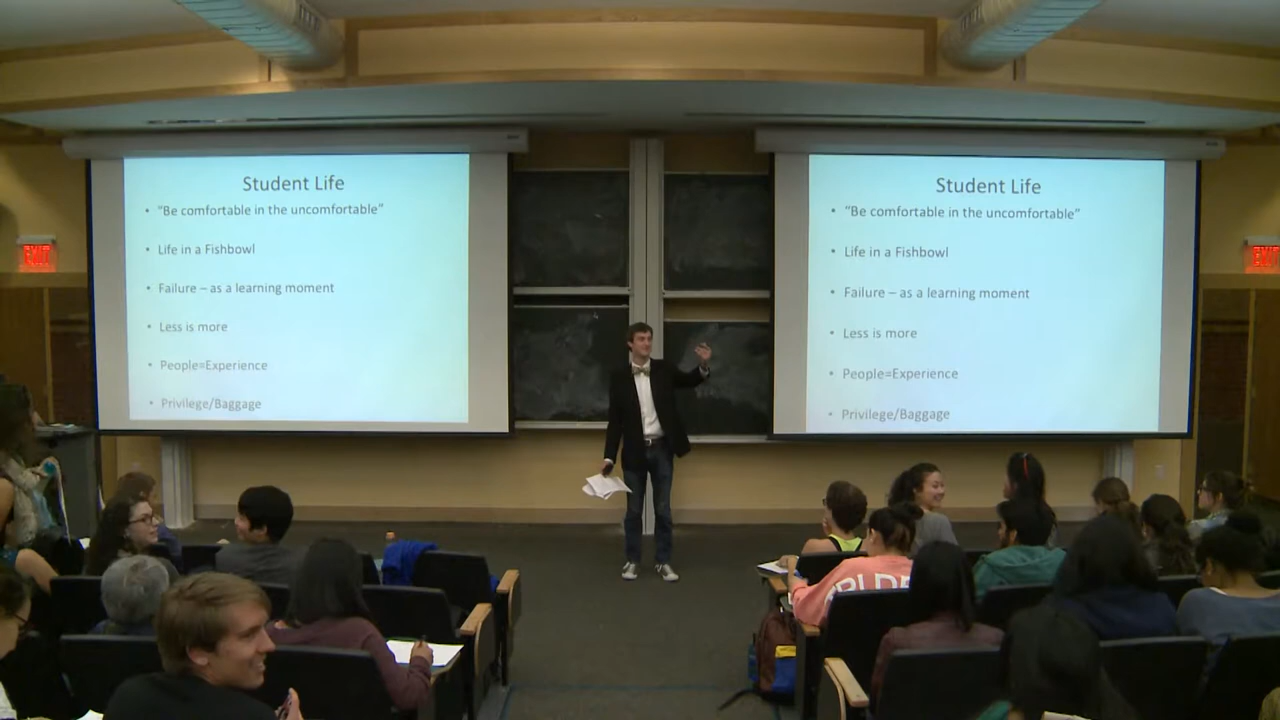 Student Life
• “Be comfortable in the uncomfortable”
• Life in a Fishbowl
• Failure – as a learning moment
• Less is more
• People=Experience
• Privilege/Baggage
Student Life
• “Be comfortable in the uncomfortable”
• Life in a Fishbowl
• Failure – as a learning moment
• Less is more
• People=Experience
• Privilege/Baggage
EXIT
EXIT